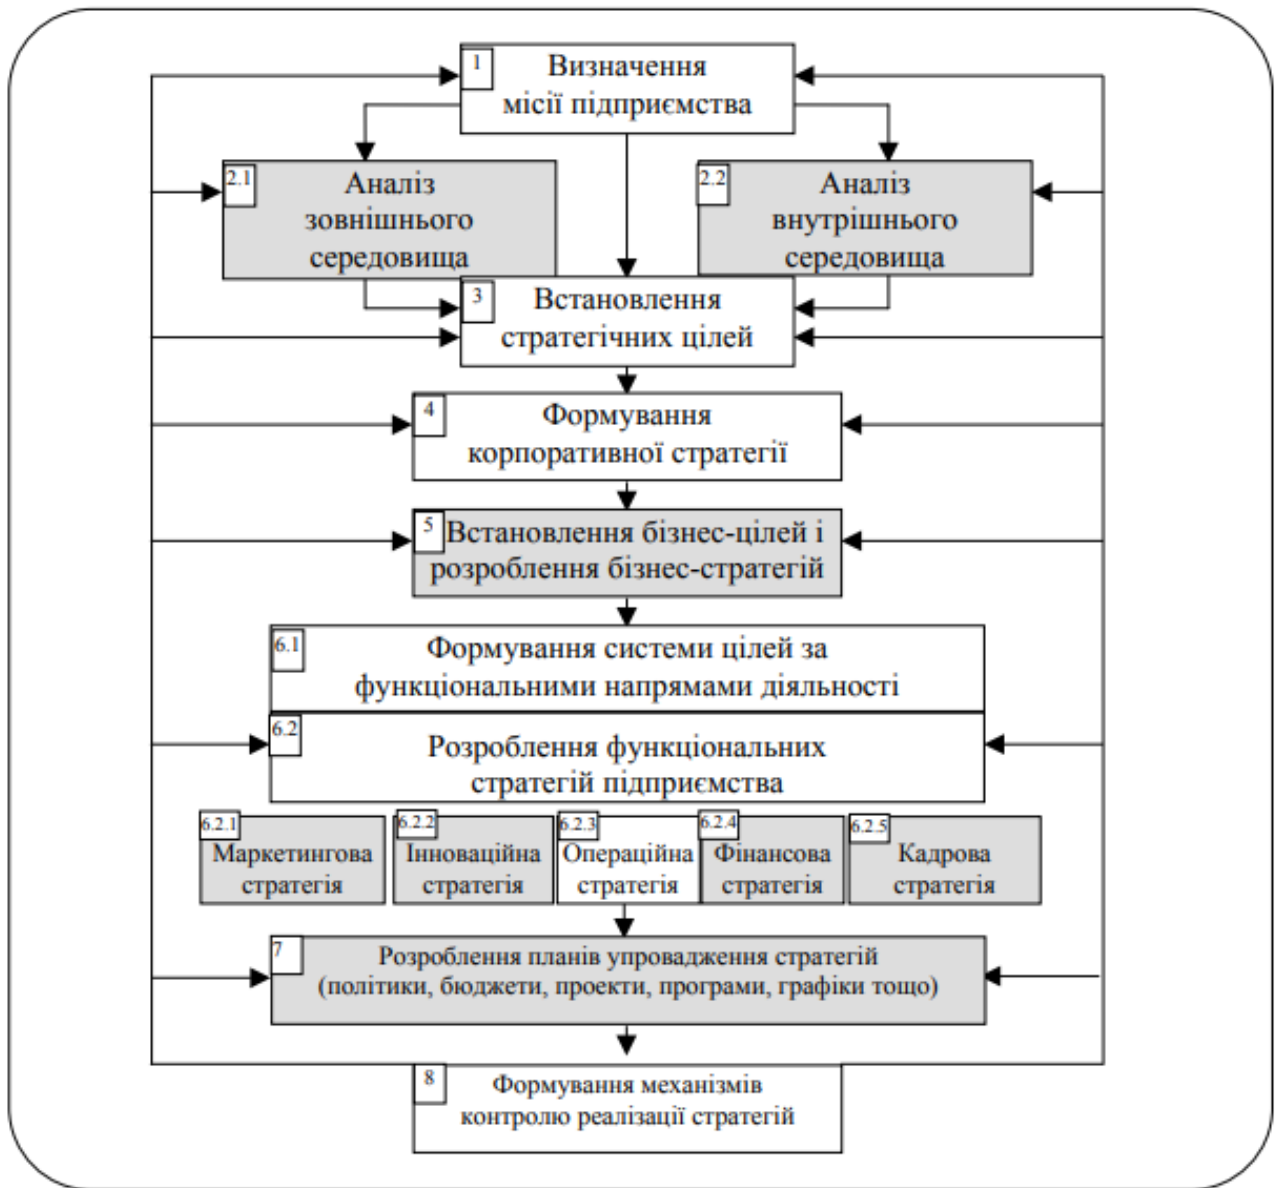 1
Визначення
місії підприємства
2.1
Аналіз
зовнішнього
середовища
2.2
Аналіз
внутрішнього
середовища
3
Встановлення
стратегічних цілей
4
Формування
корпоративної стратегії
5
Встановлення бізнес-цілей і
розроблення бізнес-стратегій
6.1
Формування системи цілей за
функціональними напрямами діяльності
6.2
Розроблення функціональних
стратегій підприємства
6.2.1
Маркетингова
стратегія
6.2.2
Інноваційна
стратегія
6.2.3
Операційна
стратегія
6.2.4
Фінансова
стратегія
6.2.5
Кадрова
стратегія
7
Розроблення планів упровадження стратегій
(політики, бюджети, проекти, програми, графіки тощо)
8
Формування механізмів
контролю реалізації стратегій